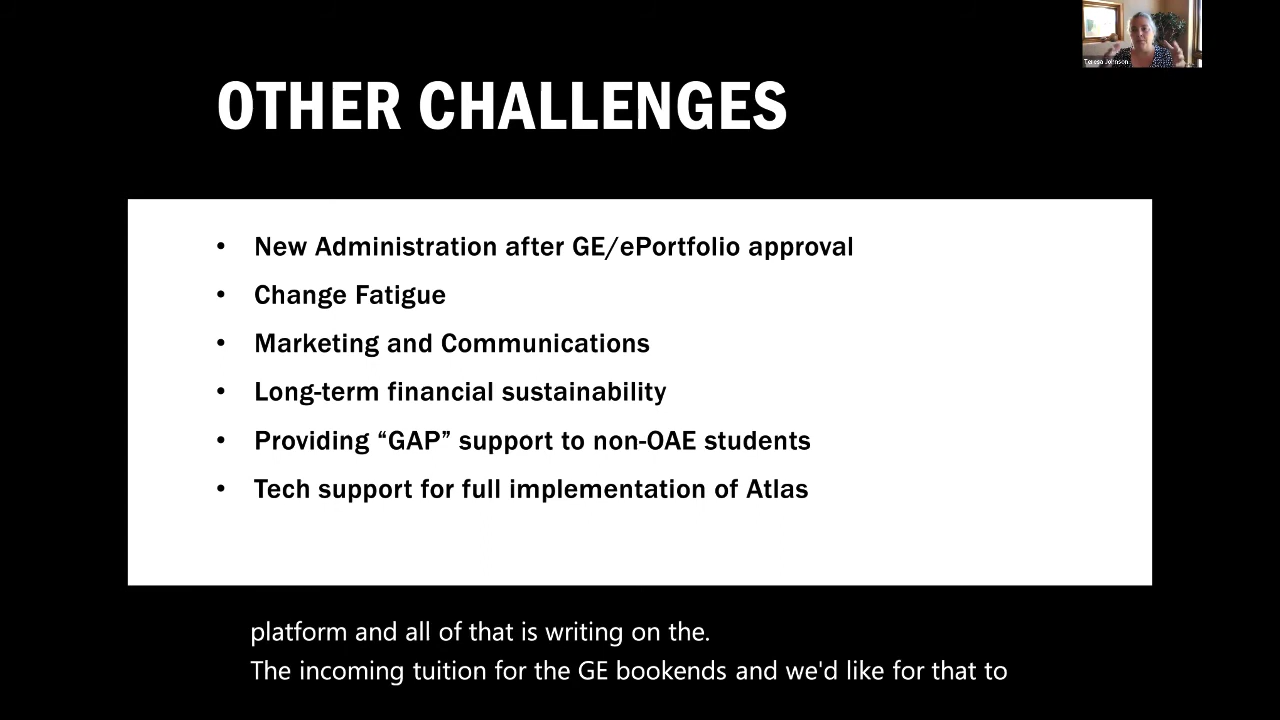 Teresa Johnson
OTHER CHALLENGES
• New Administration after GE/ePortfolio approval
• Change Fatigue
• Marketing and Communications
• Long-term financial sustainability
• Providing “GAP” support to non-OAE students
• Tech support for full implementation of Atlas
platform and all of that is writing on the.
The incoming tuition for the GE bookends and we'd like for that to